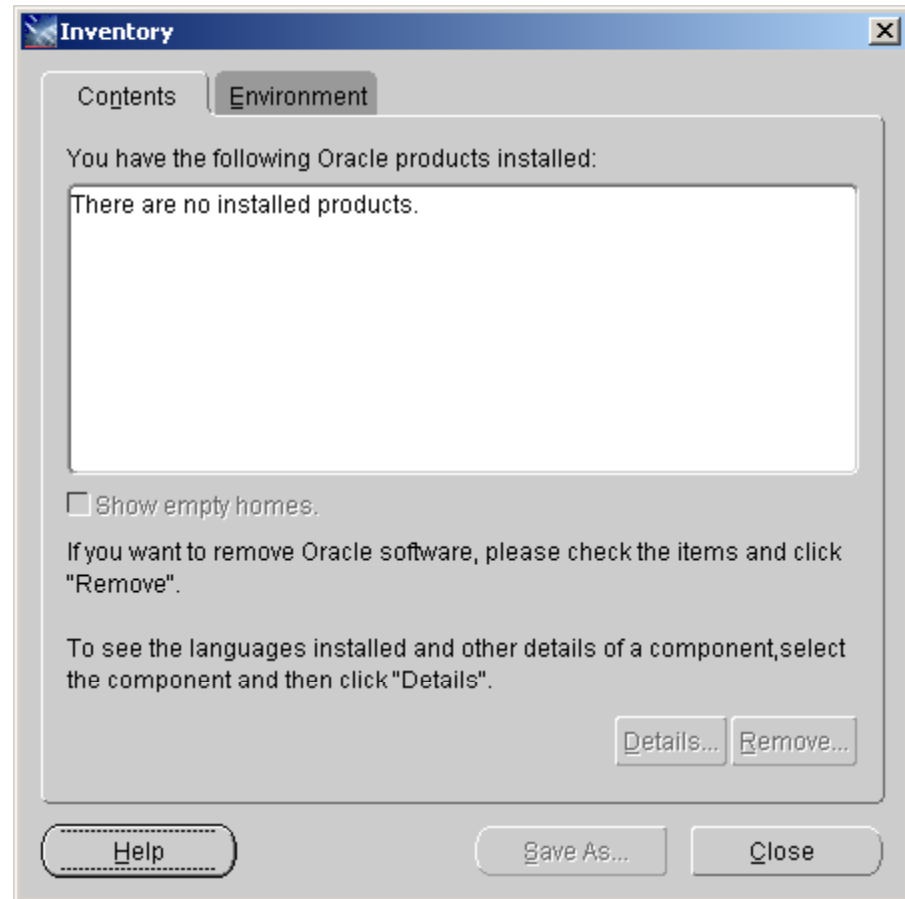 Inventory
Contents
Environment
You have the following Oracle products installed:
There are no installed products.
Show empty homes.
If you want to remove Oracle software, please check the items and click
"Remove".
To see the languages installed and other details of a component,select
the component and then click "Details".
Details... Remove...
Help Save As... Close